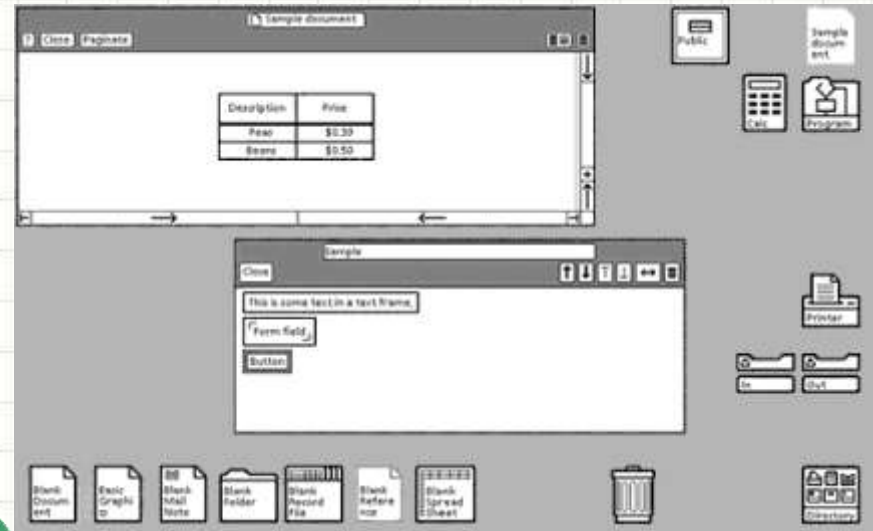 Sample document
? Close Paginate
Description Price
Peas $0.39
Beans $0.50
Sample
Close
This is some text in a text frame.
Form field
Button
Public
Sample
docum
ent
Calc
Program
Printer
In
Out
Blank
Docum
ent
Basic
Graphi
c
Blank
Mail
Note
Blank
Folder
Blank
Record
File
Blank
Refere
nce
Blank
Spread
Sheet
Directory